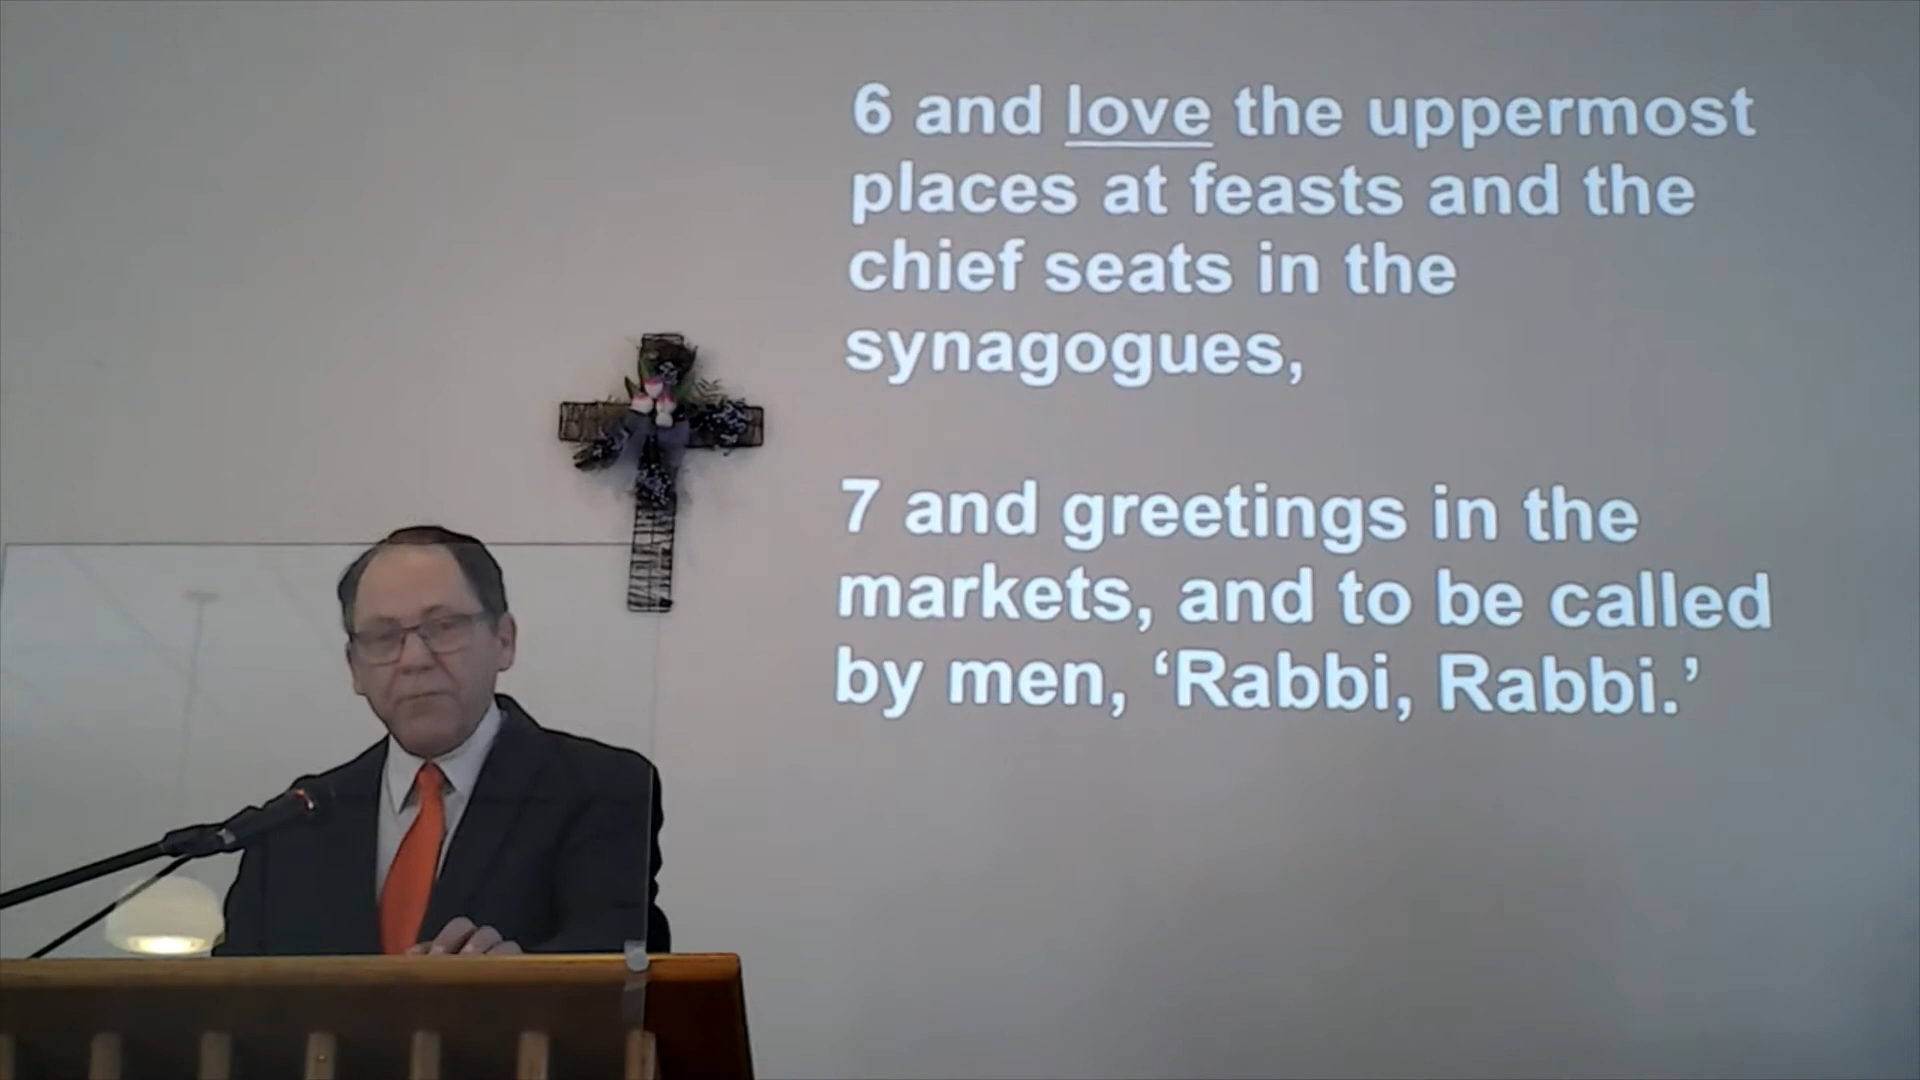 6 and love the uppermost
places at feasts and the
chief seats in the
synagogues,
7 and greetings in the
markets, and to be called
by men, ‘Rabbi, Rabbi.’